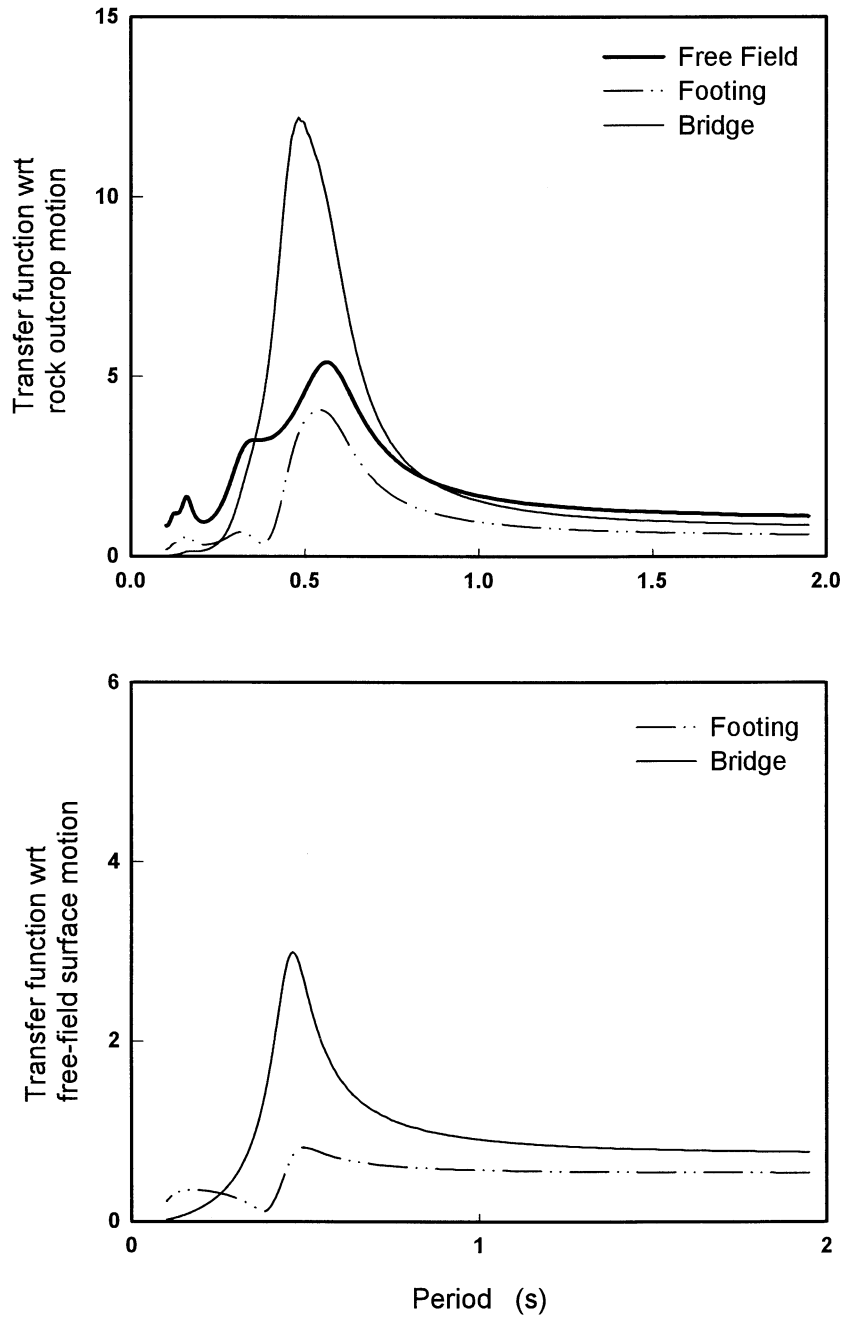 15
10
5
0
Transfer function wrt
rock outcrop motion
Free Field
Footing
Bridge
0.0 0.5 1.0 1.5 2.0
6
4
2
0
Transfer function wrt
free-field surface motion
Footing
Bridge
0 1 2
Period (s)